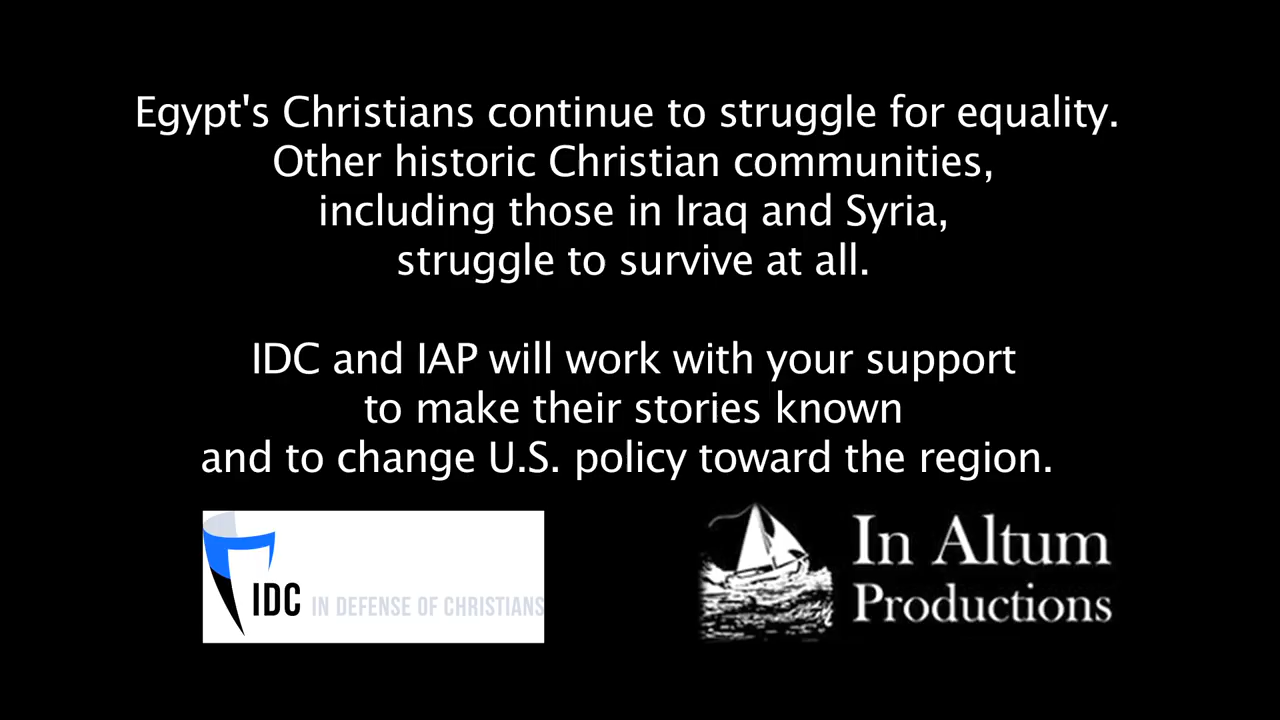 Egypt's Christians continue to struggle for equality.
Other historic Christian communities,
including those in Iraq and Syria,
struggle to survive at all.
IDC and IAP will work with your support
to make their stories known
and to change U.S. policy toward the region.
IDC IN DEFENSE OF CHRISTIANS
In Altum
Productions